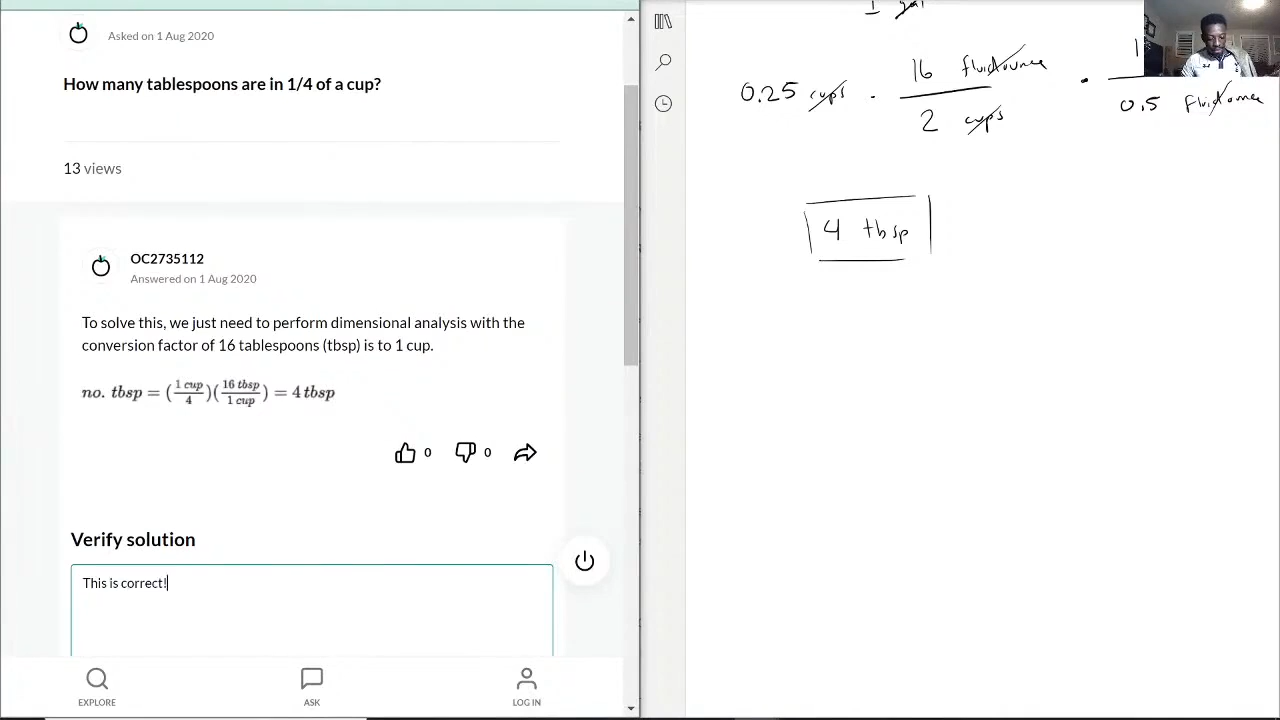 Asked on 1 Aug 2020
How many tablespoons are in 1/4 of a cup?
13 views
OC2735112
Answered on 1 Aug 2020
To solve this, we just need to perform dimensional analysis with the
conversion factor of 16 tablespoons (tbsp) is to 1 cup.
no. tbsp = (1 cup/4)(16 tbsp/1 cup) = 4 tbsp
0 0
Verify solution
This is correct!
EXPLORE ASK LOG IN
1 gal
0.25 cups · 16 fluid ounce / 2 cups · 1 / 0.5 fluid ounce
4 tbsp